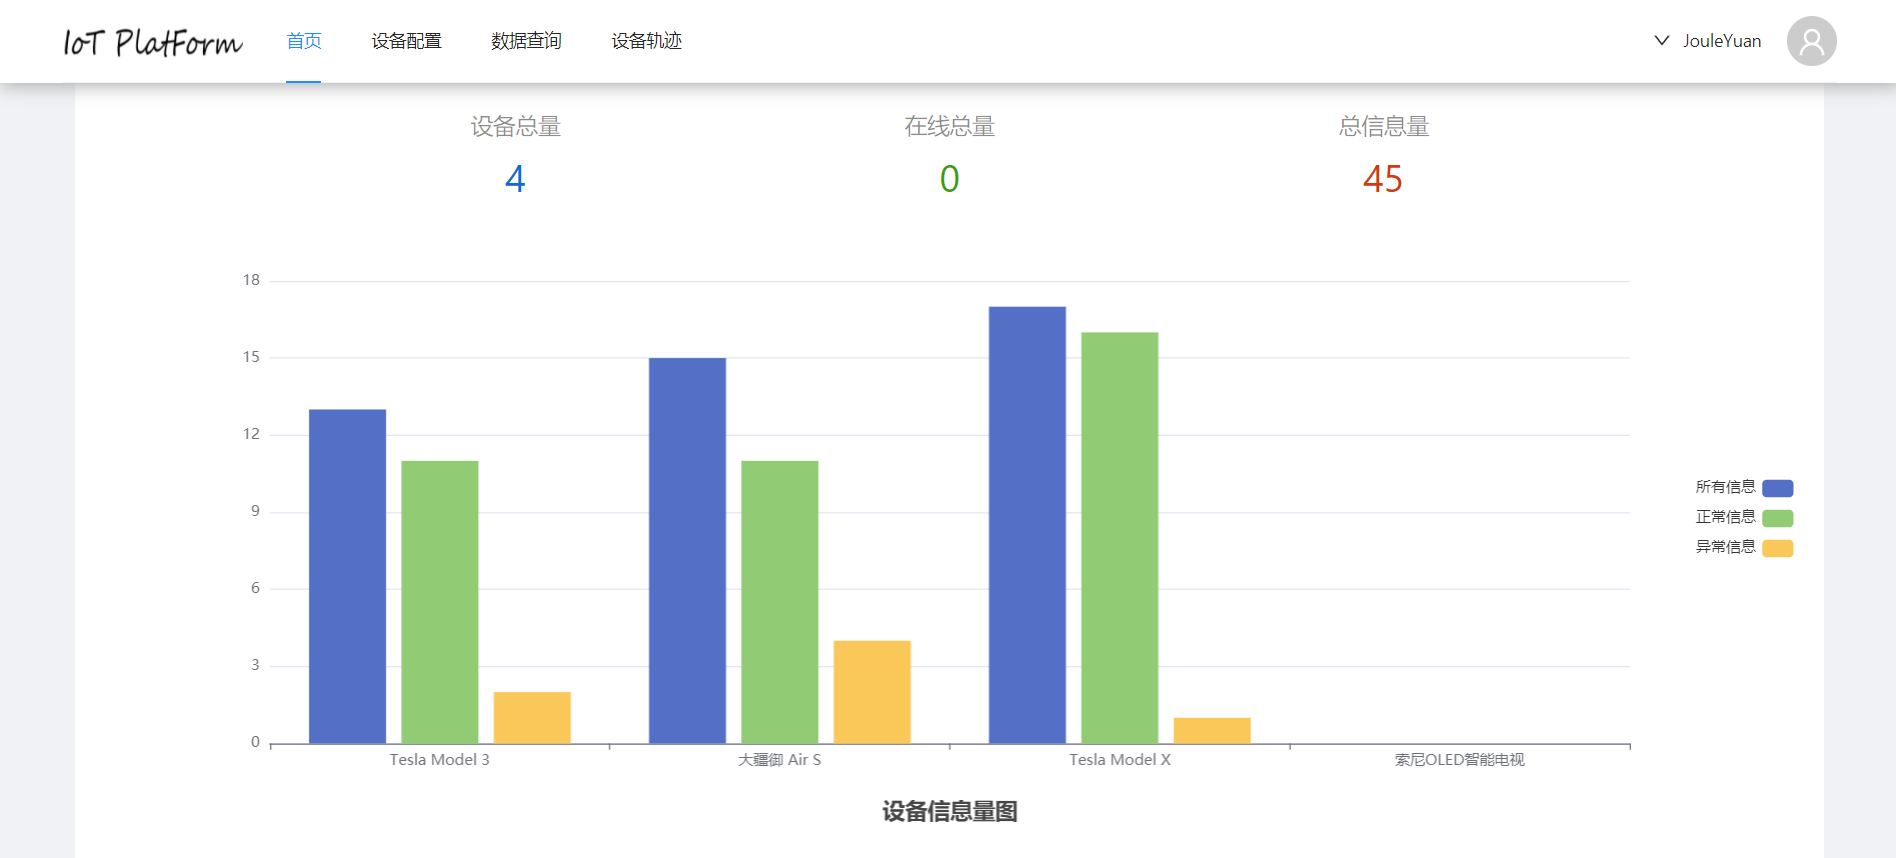 IoT PlatForm 首页 设备配置 数据查询 设备轨迹 JouleYuan
设备总量 在线总量 总信息量
4 0 45
18
15
12
9
6
3
0
所有信息
正常信息
异常信息
Tesla Model 3 大疆御 Air S Tesla Model X 索尼OLED智能电视
设备信息量图